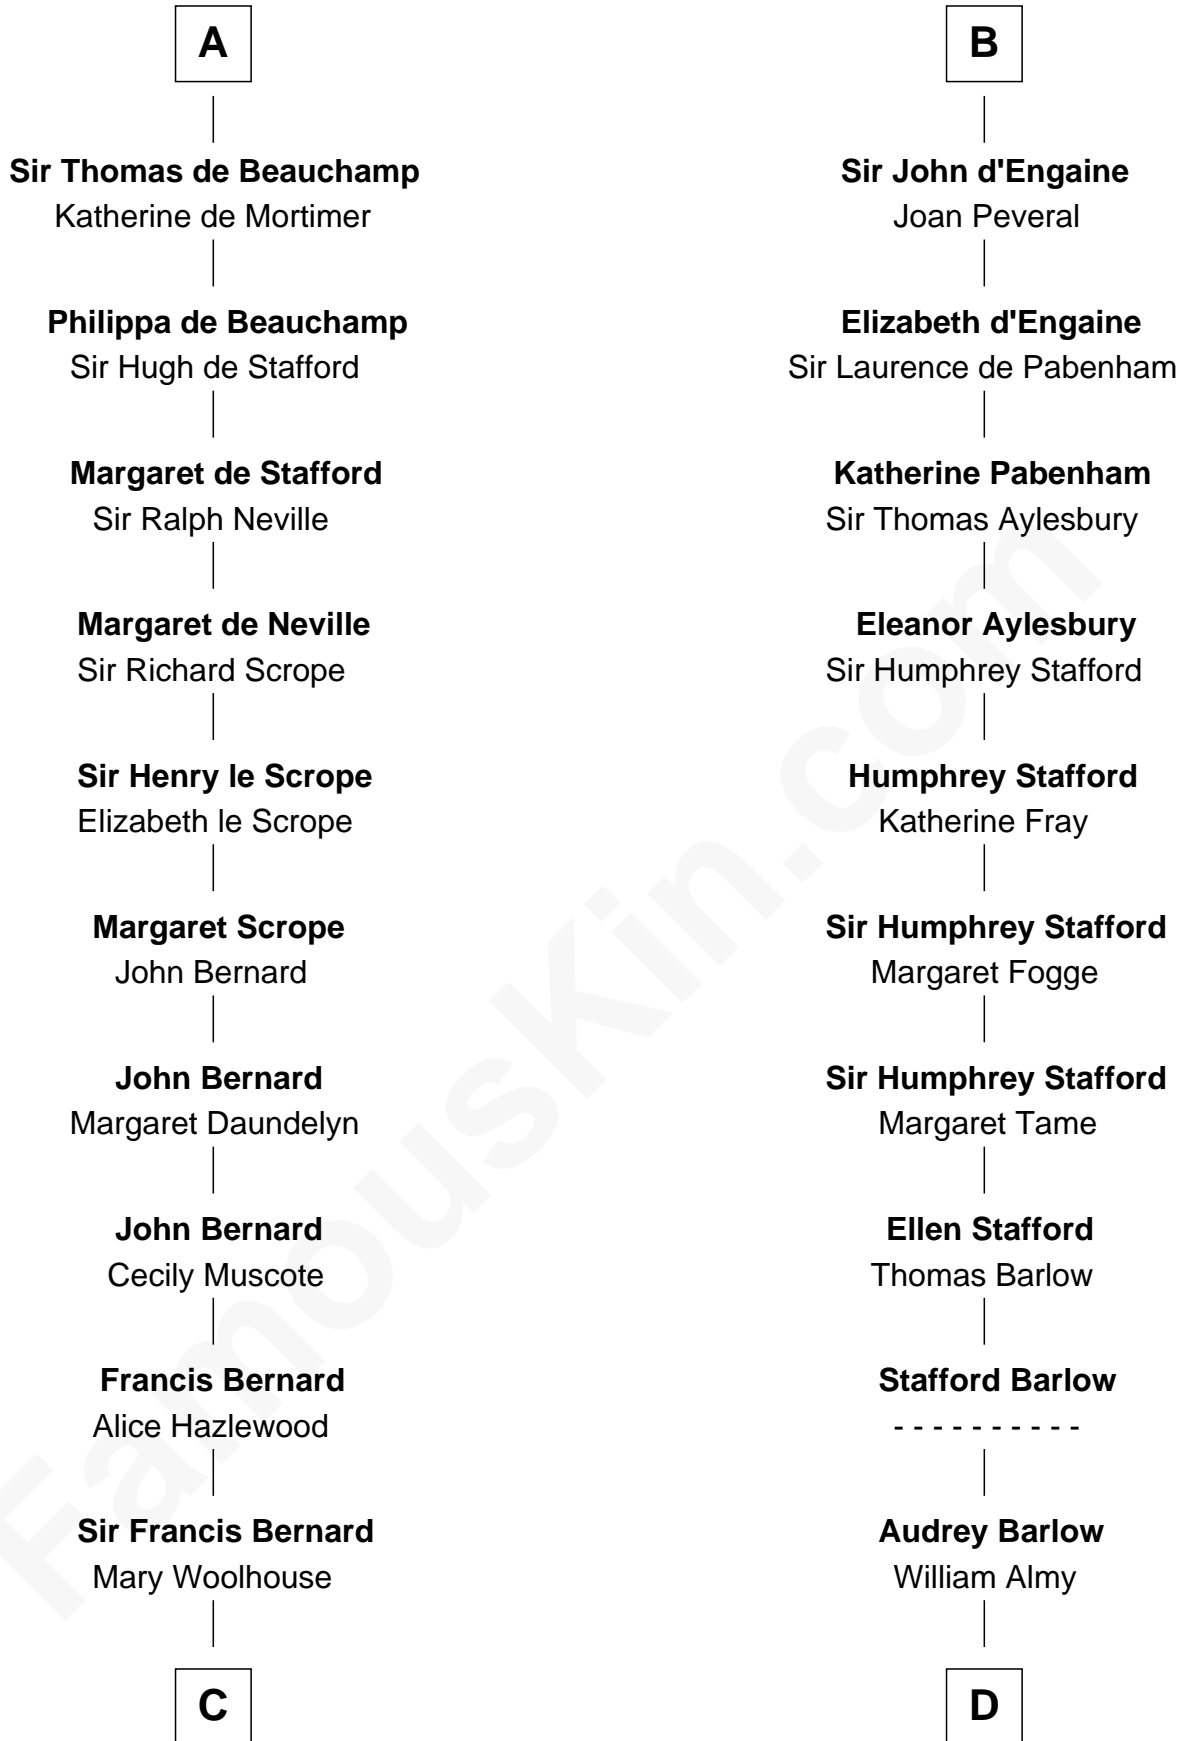 A
Sir Thomas de Beauchamp
Katherine de Mortimer
Philippa de Beauchamp
Sir Hugh de Stafford
Margaret de Stafford
Sir Ralph Neville
Margaret de Neville
Sir Richard Scrope
Sir Henry le Scrope
Elizabeth le Scrope
Margaret Scrope
John Bernard
John Bernard
Margaret Daundelyn
John Bernard
Cecily Muscote
Francis Bernard
Alice Hazlewood
Sir Francis Bernard
Mary Woolhouse
C
B
Sir John d'Engaine
Joan Peveral
Elizabeth d'Engaine
Sir Laurence de Pabenham
Katherine Pabenham
Sir Thomas Aylesbury
Eleanor Aylesbury
Sir Humphrey Stafford
Humphrey Stafford
Katherine Fray
Sir Humphrey Stafford
Margaret Fogge
Sir Humphrey Stafford
Margaret Tame
Ellen Stafford
Thomas Barlow
Stafford Barlow
- - - - - - - - - -
Audrey Barlow
William Almy
D
FamousKin.com